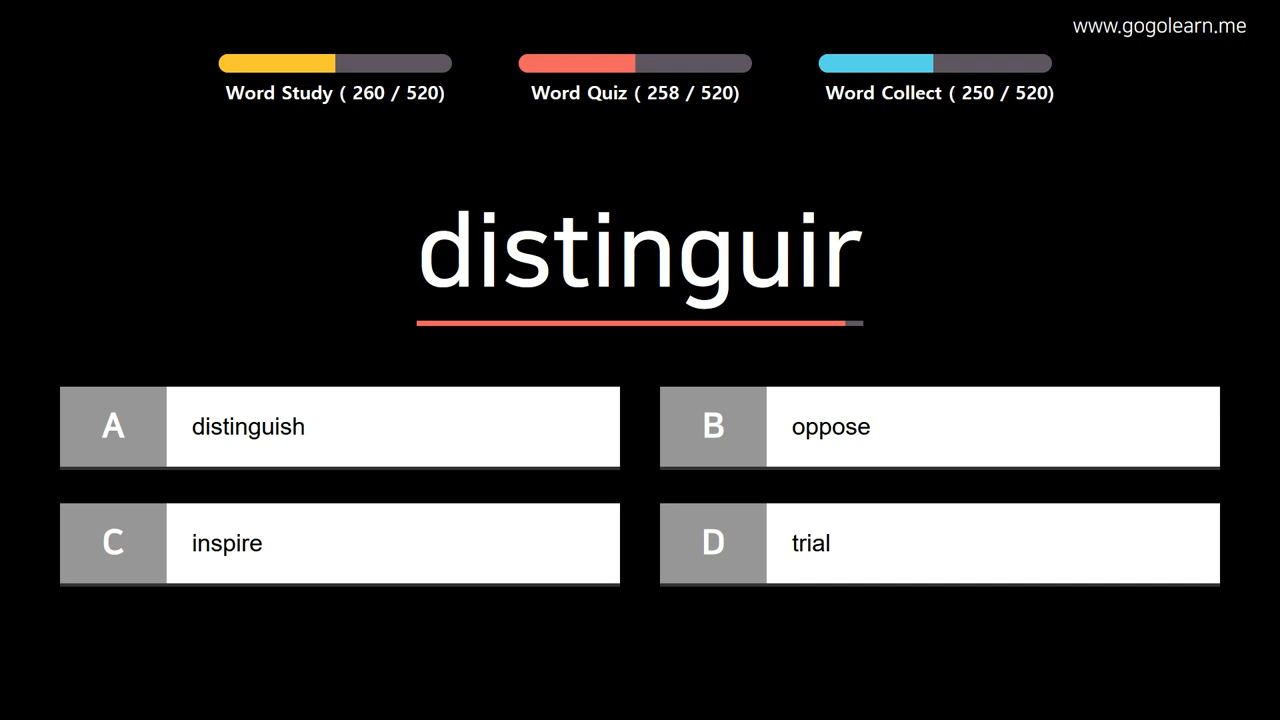 www.gogolearn.me
Word Study ( 260 / 520)
Word Quiz ( 258 / 520)
Word Collect ( 250 / 520)
distinguir
A distinguish
B oppose
C inspire
D trial